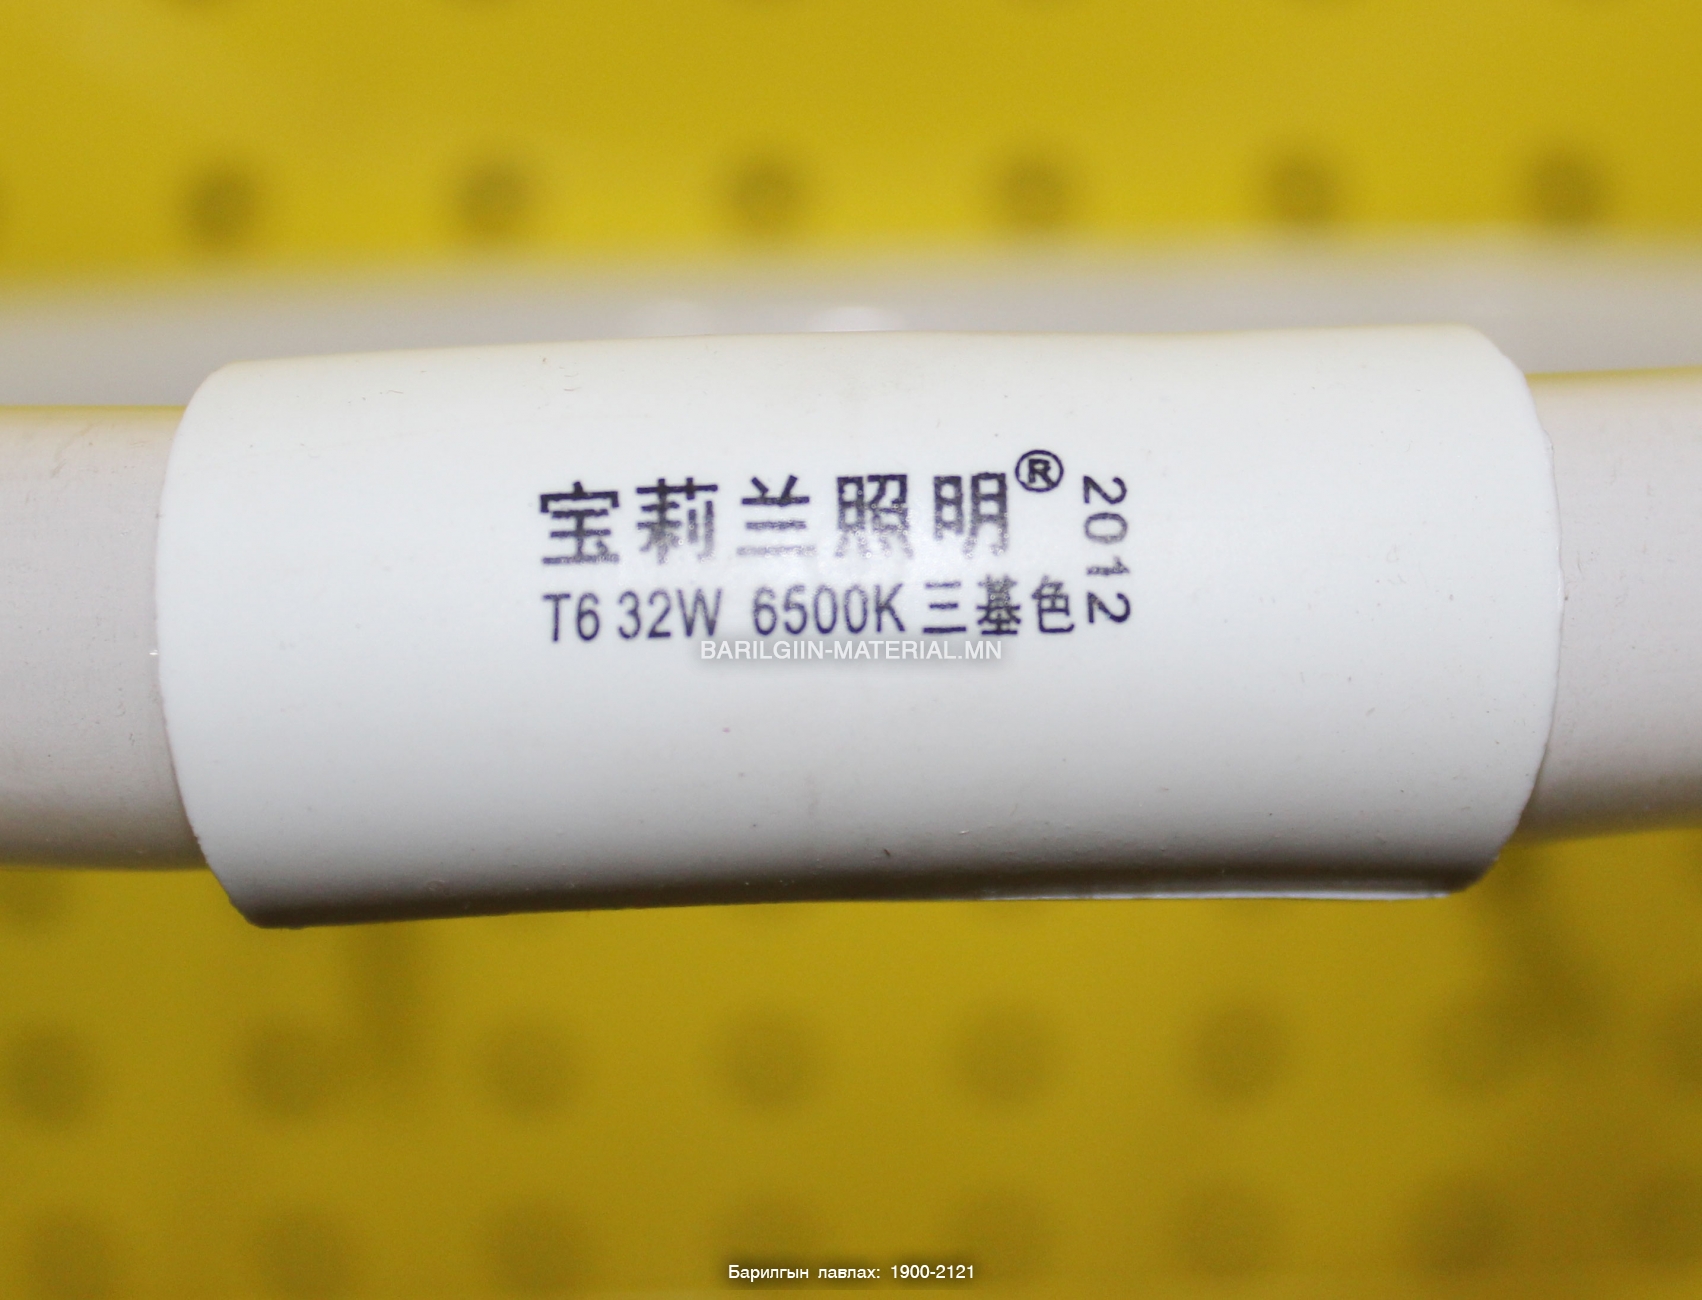 宝莉兰照明®
2012
T6 32W 6500K 三基色
BARILGIIN-MATERIAL.MN
Барилгын лавлах: 1900-2121